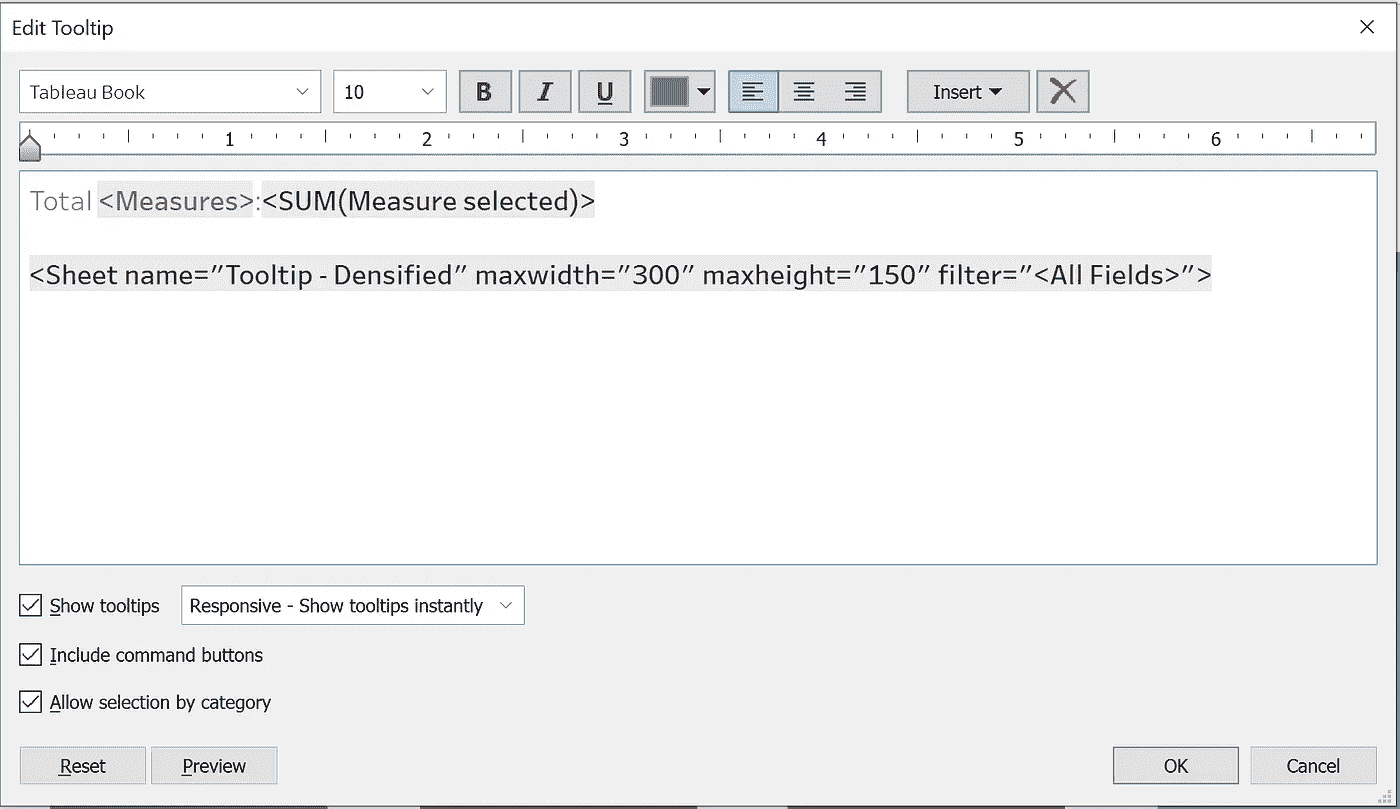 Edit Tooltip
Tableau Book 10 B I U Insert
1 2 3 4 5 6
Total <Measures>:<SUM(Measure selected)>
<Sheet name=”Tooltip - Densified” maxwidth=”300” maxheight=”150” filter=”<All Fields>”>
Show tooltips Responsive - Show tooltips instantly
Include command buttons
Allow selection by category
Reset Preview OK Cancel